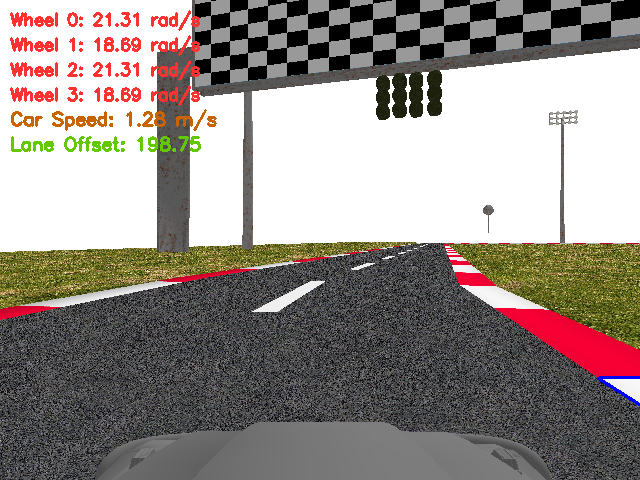 Wheel 0: 21.31 rad/s
Wheel 1: 18.69 rad/s
Wheel 2: 21.31 rad/s
Wheel 3: 18.69 rad/s
Car Speed: 1.28 m/s
Lane Offset: 198.75